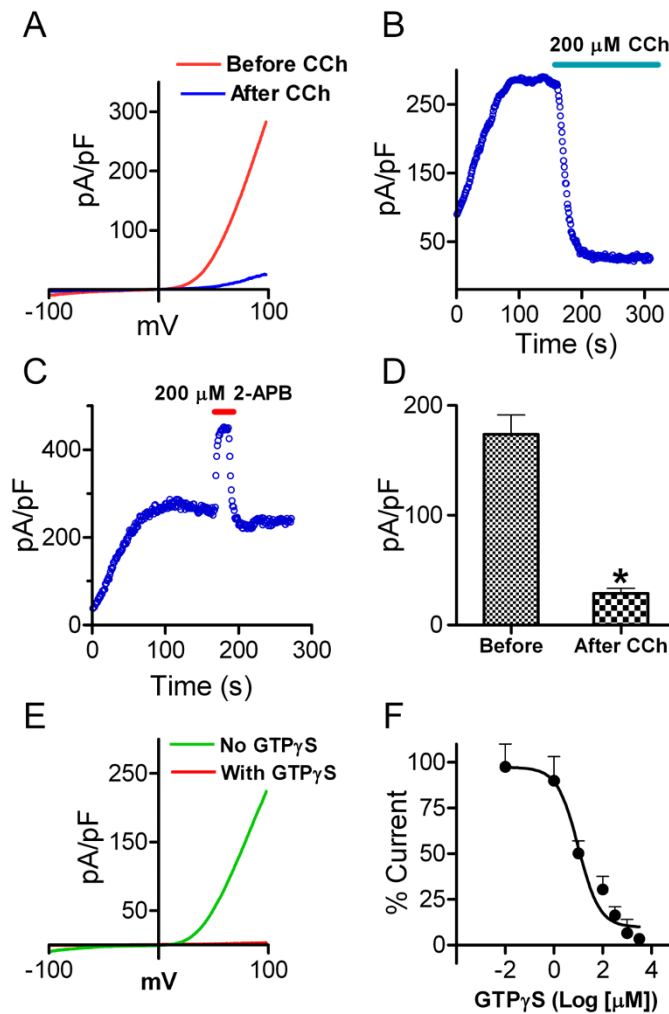 A
Before CCh
After CCh
300
200
100
pA/pF
-100
100
mV
B
200 µM CCh
250
150
50
pA/pF
0
100
200
300
Time (s)
C
200 µM 2-APB
400
200
0
pA/pF
0
100
200
300
Time (s)
D
200
100
0
pA/pF
*
Before
After CCh
E
No GTPγS
With GTPγS
250
150
50
pA/pF
-100
100
mV
F
100
75
50
25
0
% Current
-2
0
2
4
GTPγS (Log [µM])